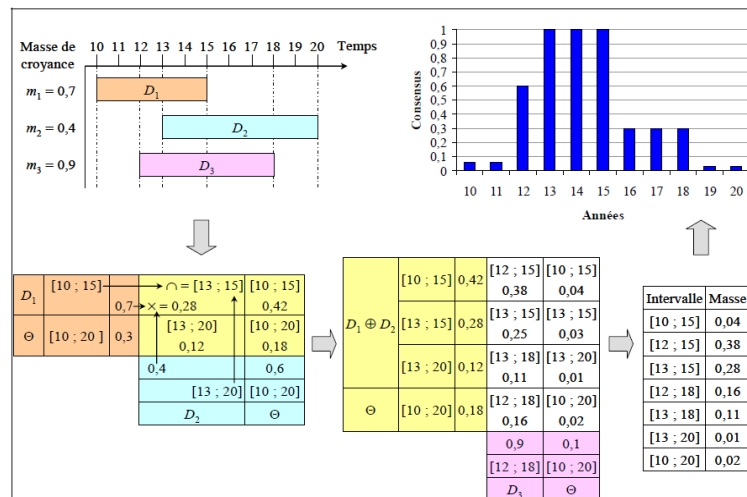 Masse de croyance
10 11 12 13 14 15 16 17 18 19 20 Temps
m₁ = 0,7 D₁
m₂ = 0,4 D₂
m₃ = 0,9 D₃
Consensus
1
0,9
0,8
0,7
0,6
0,5
0,4
0,3
0,2
0,1
0
10 11 12 13 14 15 16 17 18 19 20
Années
D₁ [10 ; 15] ∩ = [13 ; 15] [10 ; 15]
0,7 × = 0,28 0,42
Θ [10 ; 20 ] 0,3 [13 ; 20] [10 ; 20]
0,12 0,18
0,4 0,6
[13 ; 20] [10 ; 20]
D₂ Θ
D₁ ⊕ D₂
[10 ; 15] 0,42 [12 ; 15] [10 ; 15]
0,38 0,04
[13 ; 15] 0,28 [13 ; 15] [13 ; 15]
0,25 0,03
[13 ; 20] 0,12 [13 ; 18] [13 ; 20]
0,11 0,01
Θ [10 ; 20] 0,18 [12 ; 18] [10 ; 20]
0,16 0,02
0,9 0,1
[12 ; 18] [10 ; 20]
D₃ Θ
Intervalle Masse
[10 ; 15] 0,04
[12 ; 15] 0,38
[13 ; 15] 0,28
[12 ; 18] 0,16
[13 ; 18] 0,11
[13 ; 20] 0,01
[10 ; 20] 0,02